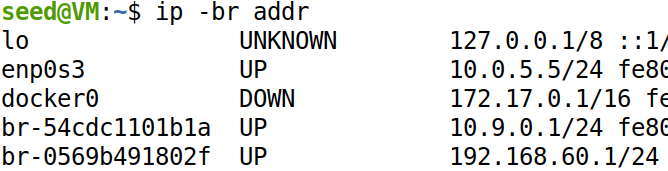 seed@VM:~$ ip -br addr
lo UNKNOWN 127.0.0.1/8 ::1/
enp0s3 UP 10.0.5.5/24 fe80
docker0 DOWN 172.17.0.1/16 fe
br-54cdc1101b1a UP 10.9.0.1/24 fe80
br-0569b491802f UP 192.168.60.1/24